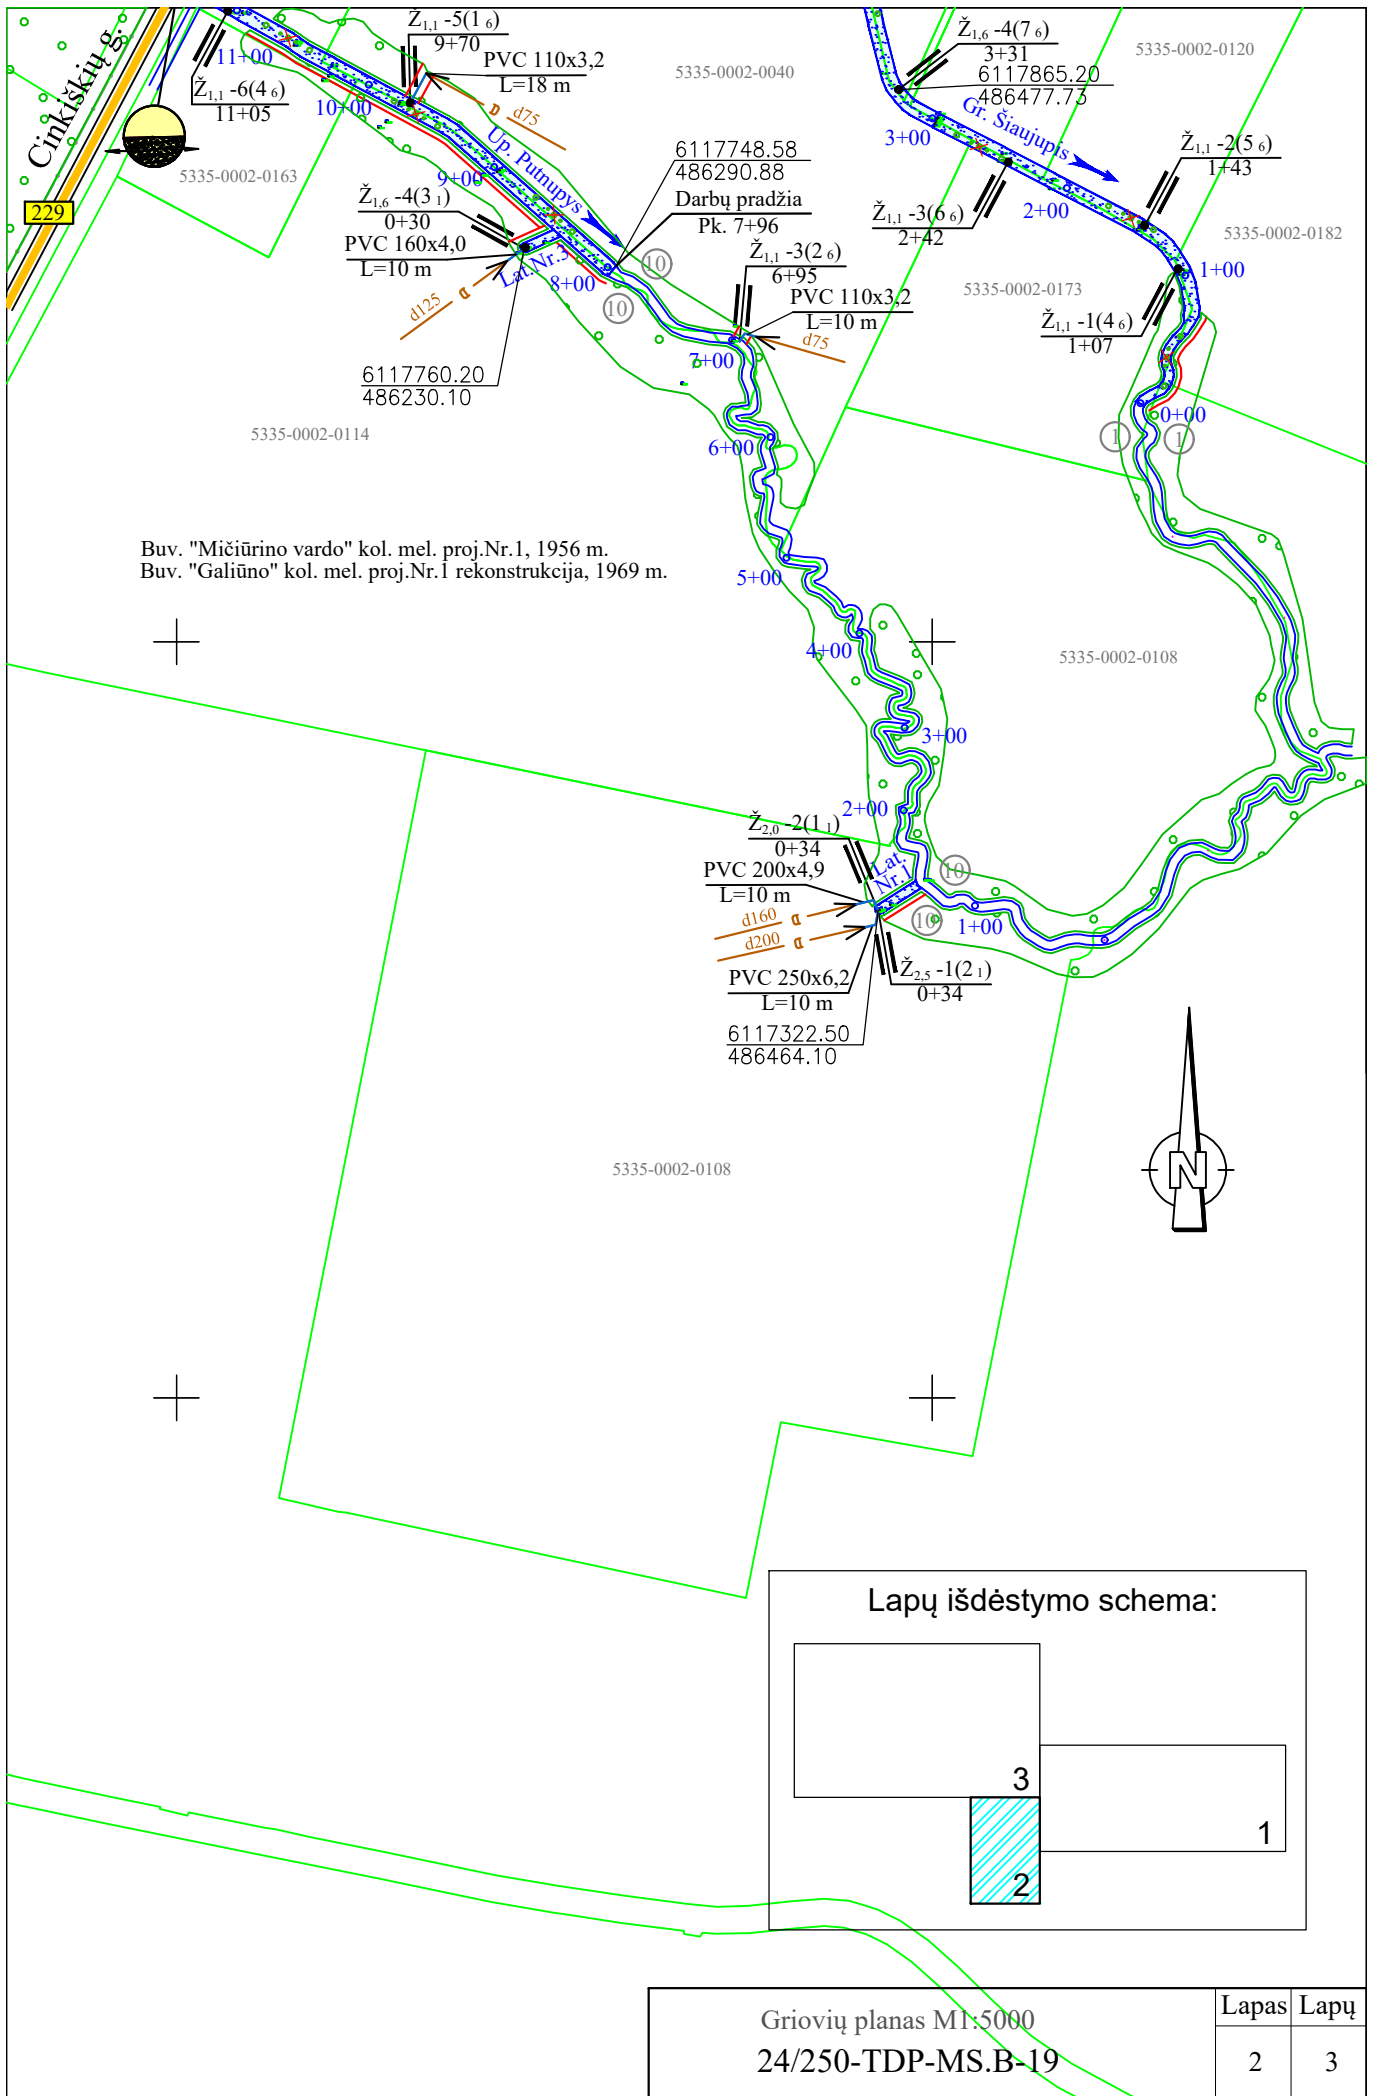 Ž1,1 -5(1 6)
9+70
PVC 110x3,2
L=18 m
d75
11+00
Ž1,1 -6(4 6)
11+05
10+00
Cinkiškių g.
229
5335-0002-0163
5335-0002-0040
Up. Putnupys
9+00
Ž1,6 -4(3 1)
0+30
PVC 160x4,0
L=10 m
Lat.Nr.3
8+00
d125
6117748.58
486290.88
Darbų pradžia
Pk. 7+96
10
10
Ž1,1 -3(2 6)
6+95
PVC 110x3,2
L=10 m
d75
7+00
6117760.20
486230.10
5335-0002-0114
6+00
Ž1,6 -4(7 6)
3+31
6117865.20
486477.75
5335-0002-0120
Gr. Šiaujupis
3+00
Ž1,1 -2(5 6)
1+43
Ž1,1 -3(6 6)
2+42
2+00
5335-0002-0182
1+00
5335-0002-0173
Ž1,1 -1(4 6)
1+07
0+00
1
1
Buv. "Mičiūrino vardo" kol. mel. proj.Nr.1, 1956 m.
Buv. "Galiūno" kol. mel. proj.Nr.1 rekonstrukcija, 1969 m.
5+00
4+00
5335-0002-0108
3+00
2+00
Ž2,0 -2(1 1)
0+34
PVC 200x4,9
L=10 m
Lat.
Nr.1
10
10
1+00
d160
d200
PVC 250x6,2
L=10 m
Ž2,5 -1(2 1)
0+34
6117322.50
486464.10
5335-0002-0108
N
Lapų išdėstymo schema:
3
1
2
Griovių planas M1:5000
24/250-TDP-MS.B-19
Lapas Lapų
2 3